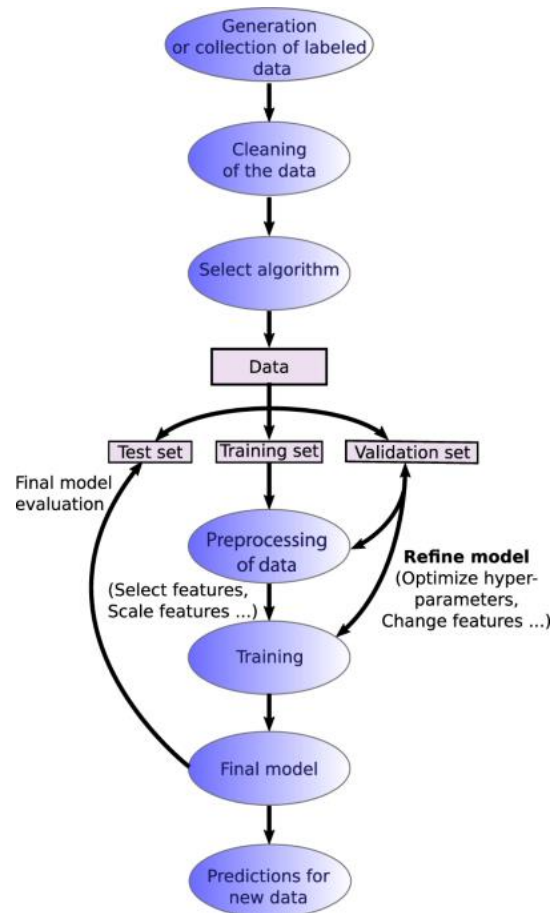 Generation
or collection of labeled
data
Cleaning
of the data
Select algorithm
Data
Test set
Training set
Validation set
Final model
evaluation
Preprocessing
of data
Refine model
(Optimize hyper-
parameters,
Change features ...)
(Select features,
Scale features ...)
Training
Final model
Predictions for
new data